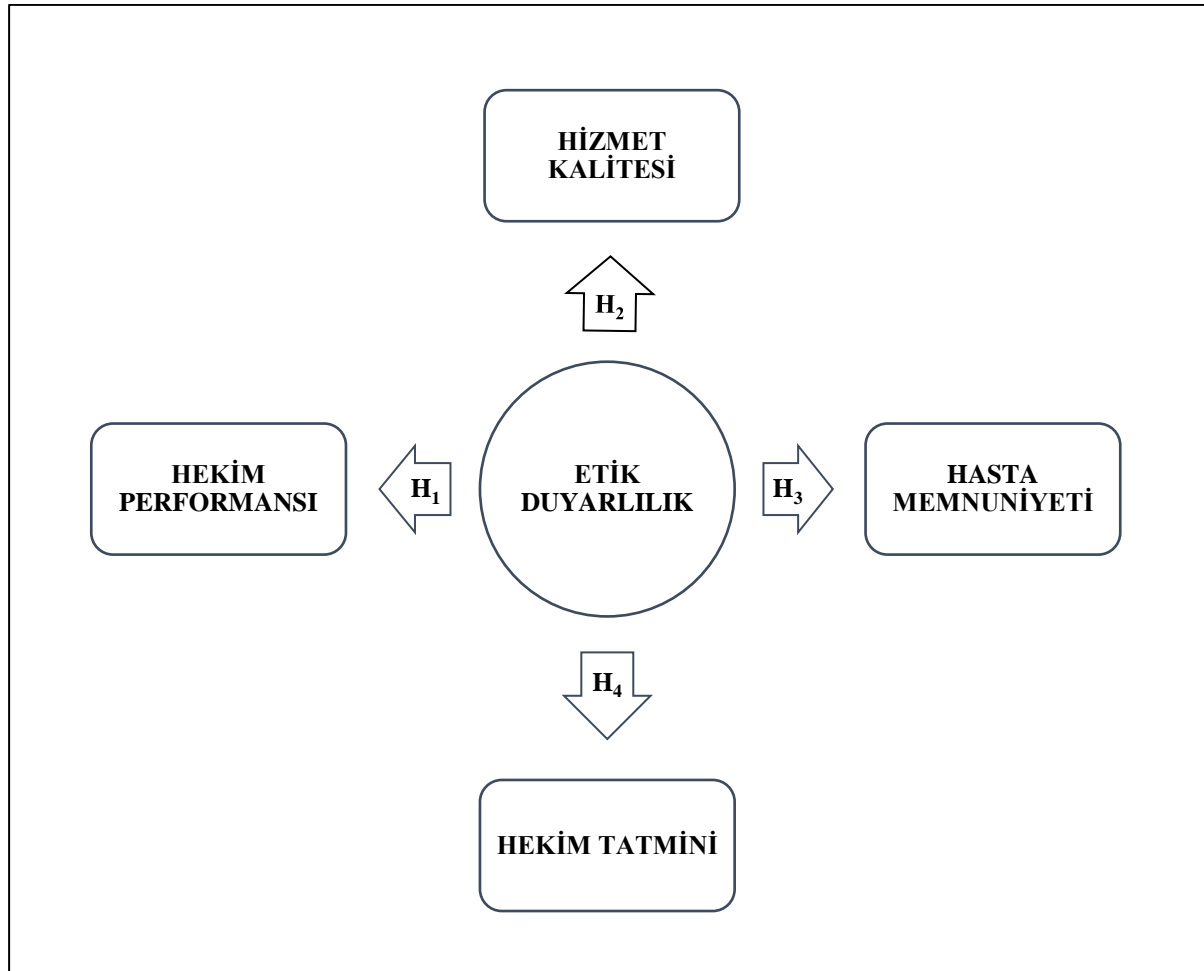 HİZMET
KALİTESİ
H₂
HEKİM
PERFORMANSI
H₁
ETİK
DUYARLILIK
H₃
HASTA
MEMNUNİYETİ
H₄
HEKİM TATMİNİ